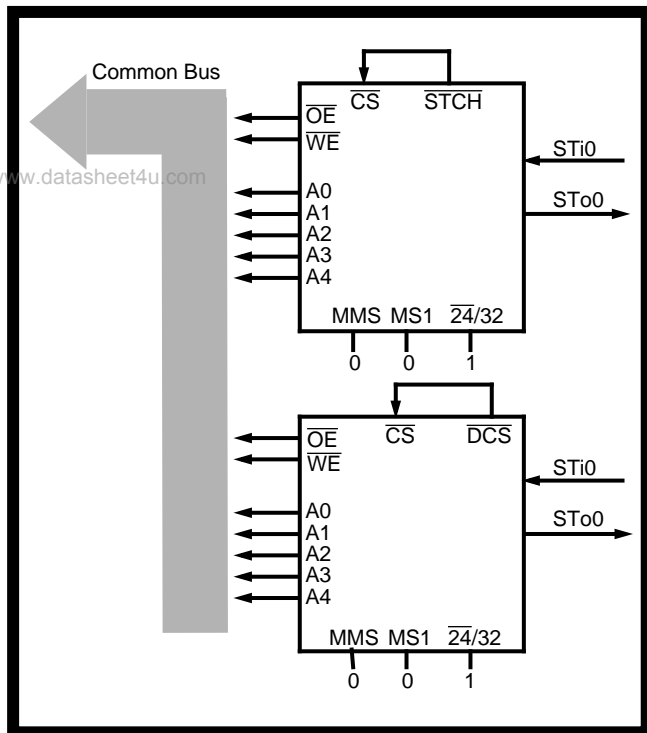 Common Bus
CS STCH
OE
WE
STi0
www.datasheet4u.com
A0
STo0
A1
A2
A3
A4
MMS MS1 24/32
0 0 1
CS DCS
OE
WE
STi0
A0
STo0
A1
A2
A3
A4
MMS MS1 24/32
0 0 1